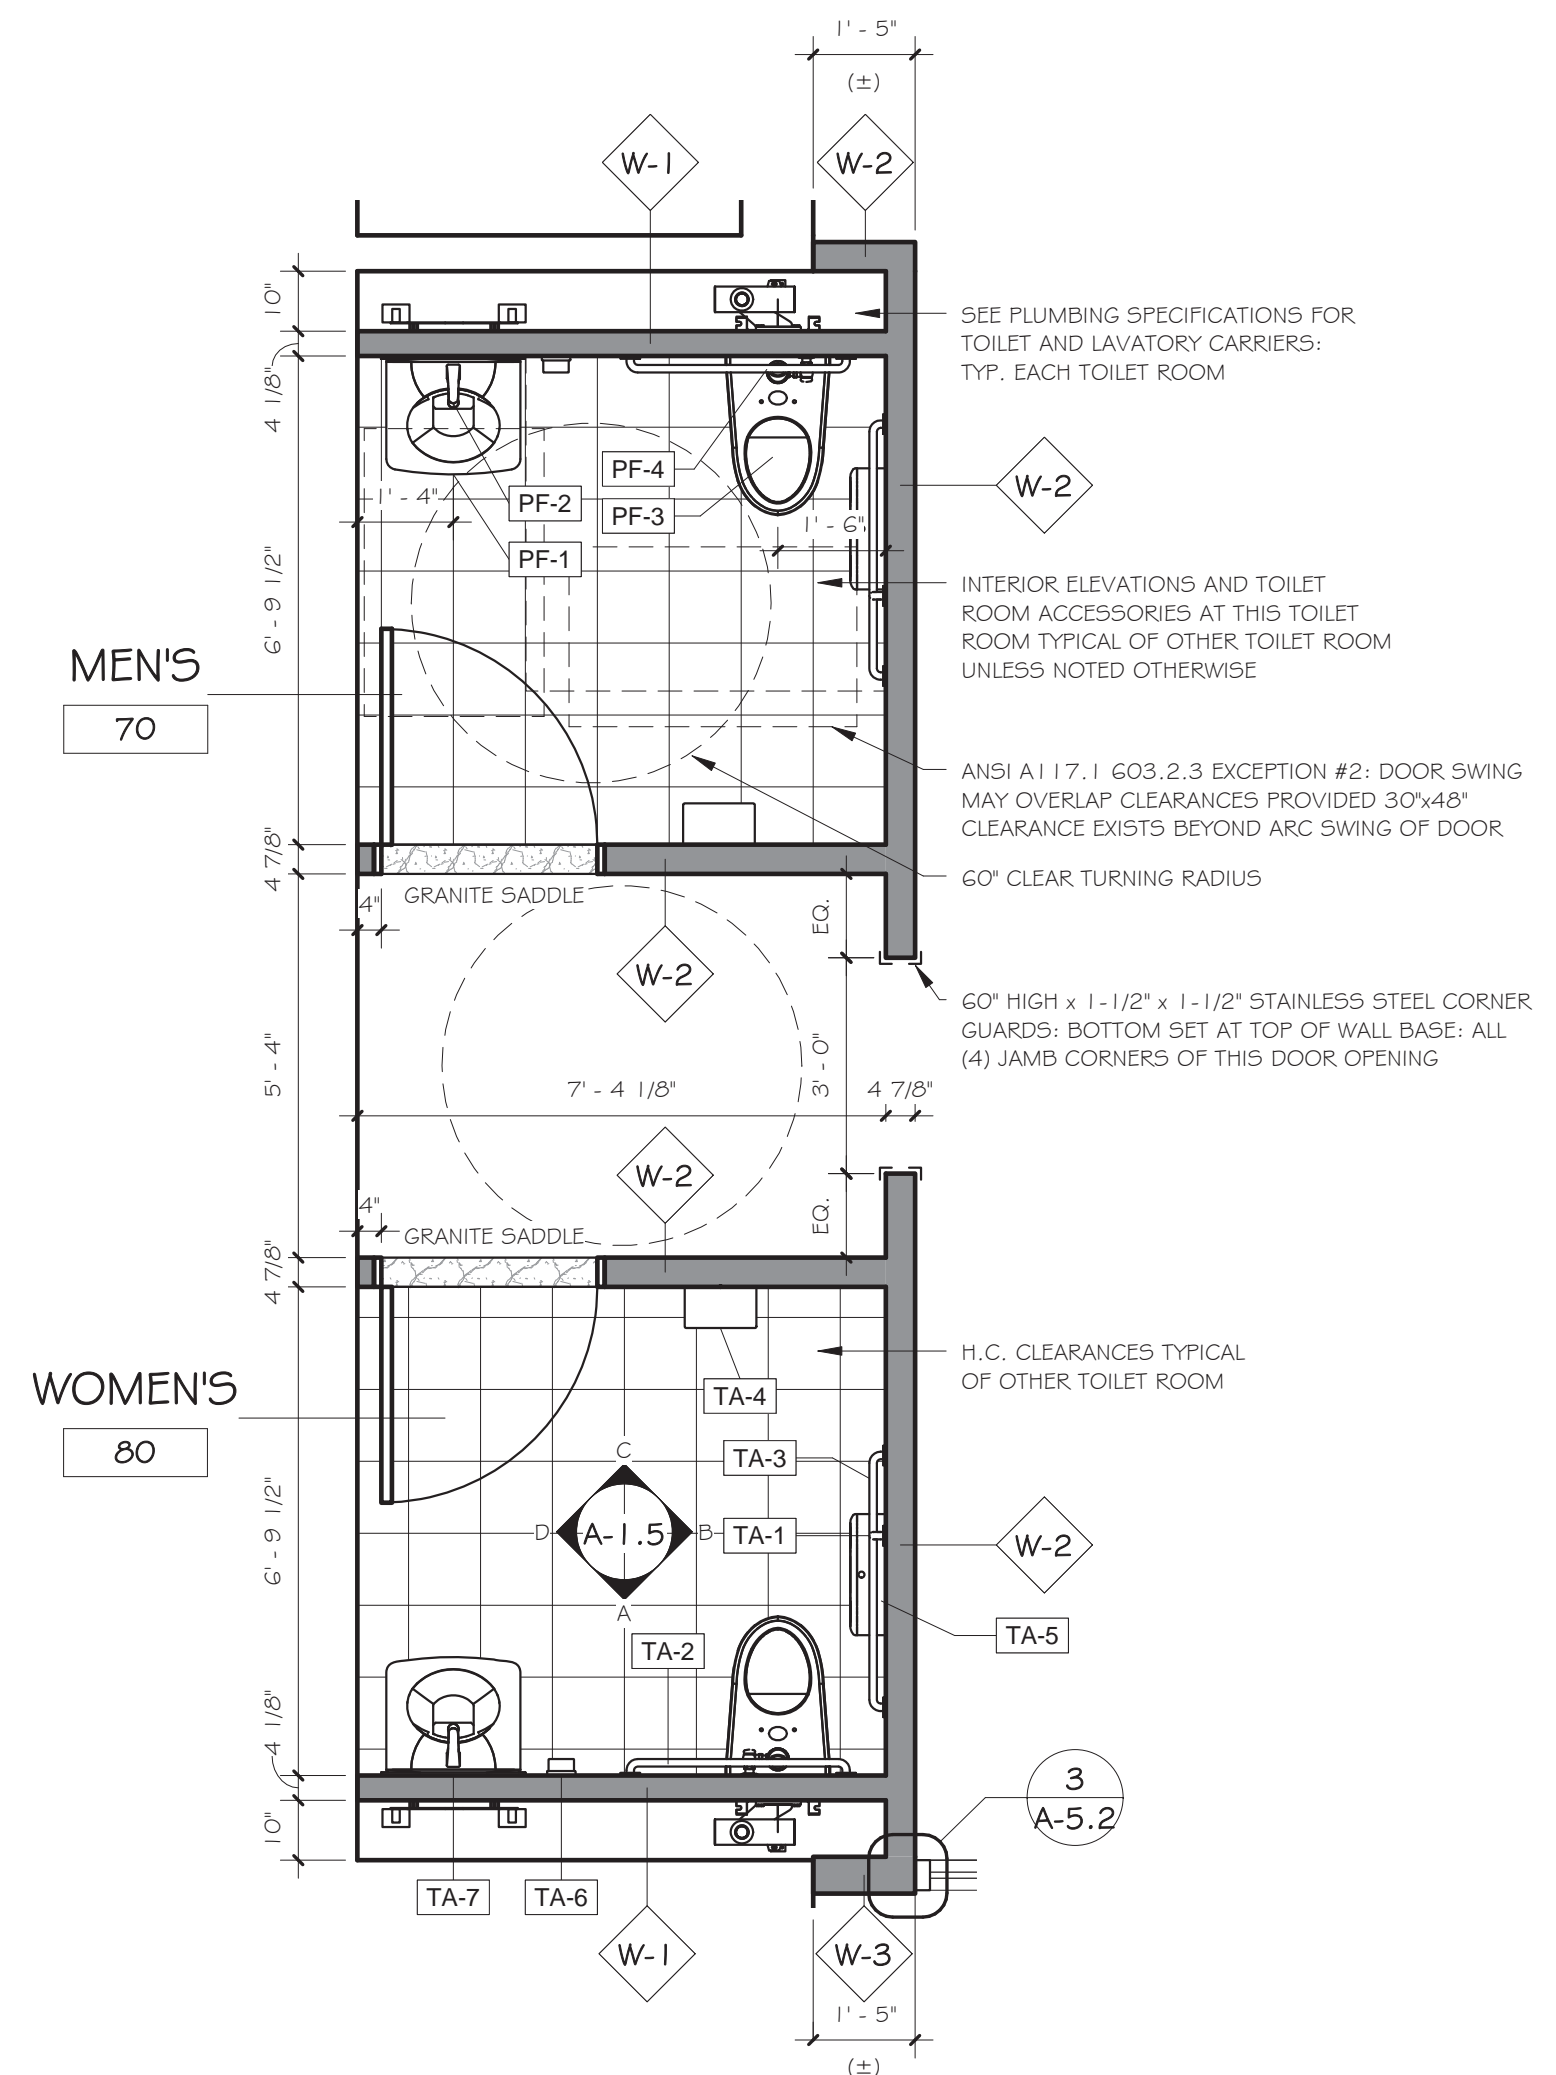 1' - 5"
(±)
W-1
W-2
10"
SEE PLUMBING SPECIFICATIONS FOR
TOILET AND LAVATORY CARRIERS:
TYP. EACH TOILET ROOM
4 1/8"
PF-4
W-2
1' - 4"
PF-2
PF-3
1' - 6"
PF-1
6' - 9 1/2"
INTERIOR ELEVATIONS AND TOILET
ROOM ACCESSORIES AT THIS TOILET
ROOM TYPICAL OF OTHER TOILET ROOM
UNLESS NOTED OTHERWISE
MEN'S
70
ANSI A117.1 603.2.3 EXCEPTION #2: DOOR SWING
MAY OVERLAP CLEARANCES PROVIDED 30"x48"
CLEARANCE EXISTS BEYOND ARC SWING OF DOOR
4 7/8"
60" CLEAR TURNING RADIUS
GRANITE SADDLE
4"
EQ.
W-2
60" HIGH x 1-1/2" x 1-1/2" STAINLESS STEEL CORNER
GUARDS: BOTTOM SET AT TOP OF WALL BASE: ALL
(4) JAMB CORNERS OF THIS DOOR OPENING
5' - 4"
7' - 4 1/8"
3' - 0"
4 7/8"
W-2
4"
EQ.
GRANITE SADDLE
4 7/8"
H.C. CLEARANCES TYPICAL
OF OTHER TOILET ROOM
WOMEN'S
80
TA-4
C
TA-3
D
A-1.5
B
TA-1
W-2
6' - 9 1/2"
A
TA-2
TA-5
4 1/8"
3
A-5.2
10"
TA-7
TA-6
W-1
W-3
1' - 5"
(±)